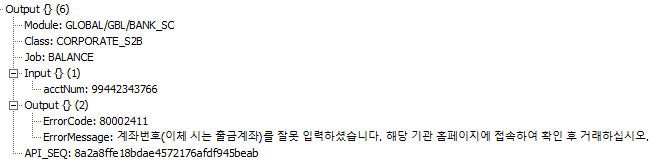 Output {} (6)
Module: GLOBAL/GBL/BANK_SC
Class: CORPORATE_S2B
Job: BALANCE
Input {} (1)
acctNum: 99442343766
Output {} (2)
ErrorCode: 80002411
ErrorMessage: 계좌번호(이체 시는 출금계좌)를 잘못 입력하셨습니다. 해당 기관 홈페이지에 접속하여 확인 후 거래하십시오.
API_SEQ: 8a2a8ffe18bdae4572176afdf945beab